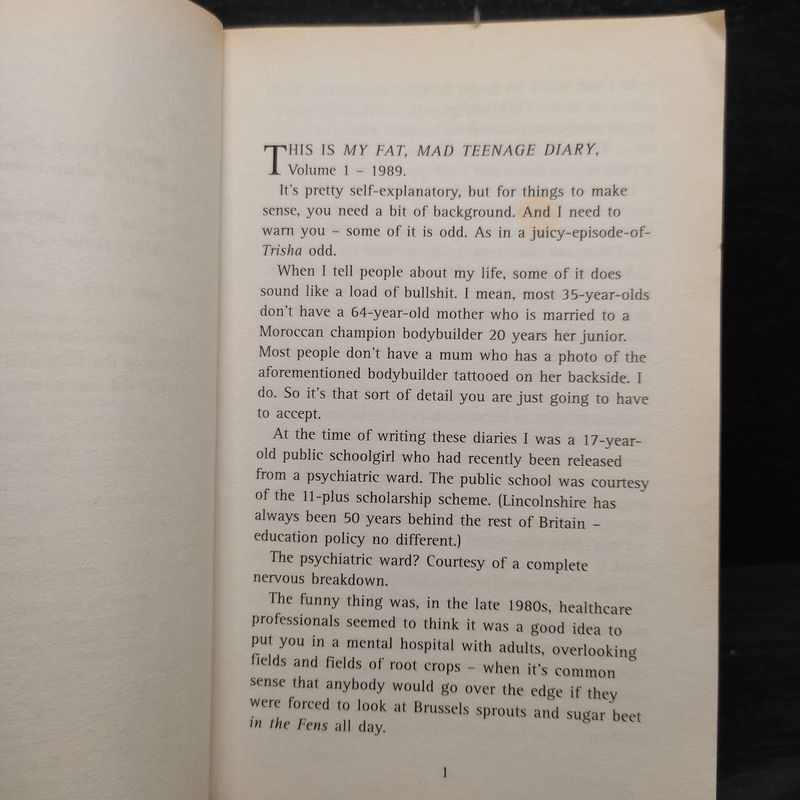 THIS IS MY FAT, MAD TEENAGE DIARY,
Volume 1 – 1989.
It's pretty self-explanatory, but for things to make
sense, you need a bit of background. And I need to
warn you – some of it is odd. As in a juicy-episode-of-
Trisha odd.
When I tell people about my life, some of it does
sound like a load of bullshit. I mean, most 35-year-olds
don't have a 64-year-old mother who is married to a
Moroccan champion bodybuilder 20 years her junior.
Most people don't have a mum who has a photo of the
aforementioned bodybuilder tattooed on her backside. I
do. So it's that sort of detail you are just going to have
to accept.
At the time of writing these diaries I was a 17-year-
old public schoolgirl who had recently been released
from a psychiatric ward. The public school was courtesy
of the 11-plus scholarship scheme. (Lincolnshire has
always been 50 years behind the rest of Britain –
education policy no different.)
The psychiatric ward? Courtesy of a complete
nervous breakdown.
The funny thing was, in the late 1980s, healthcare
professionals seemed to think it was a good idea to
put you in a mental hospital with adults, overlooking
fields and fields of root crops – when it's common
sense that anybody would go over the edge if they
were forced to look at Brussels sprouts and sugar beet
in the Fens all day.
1